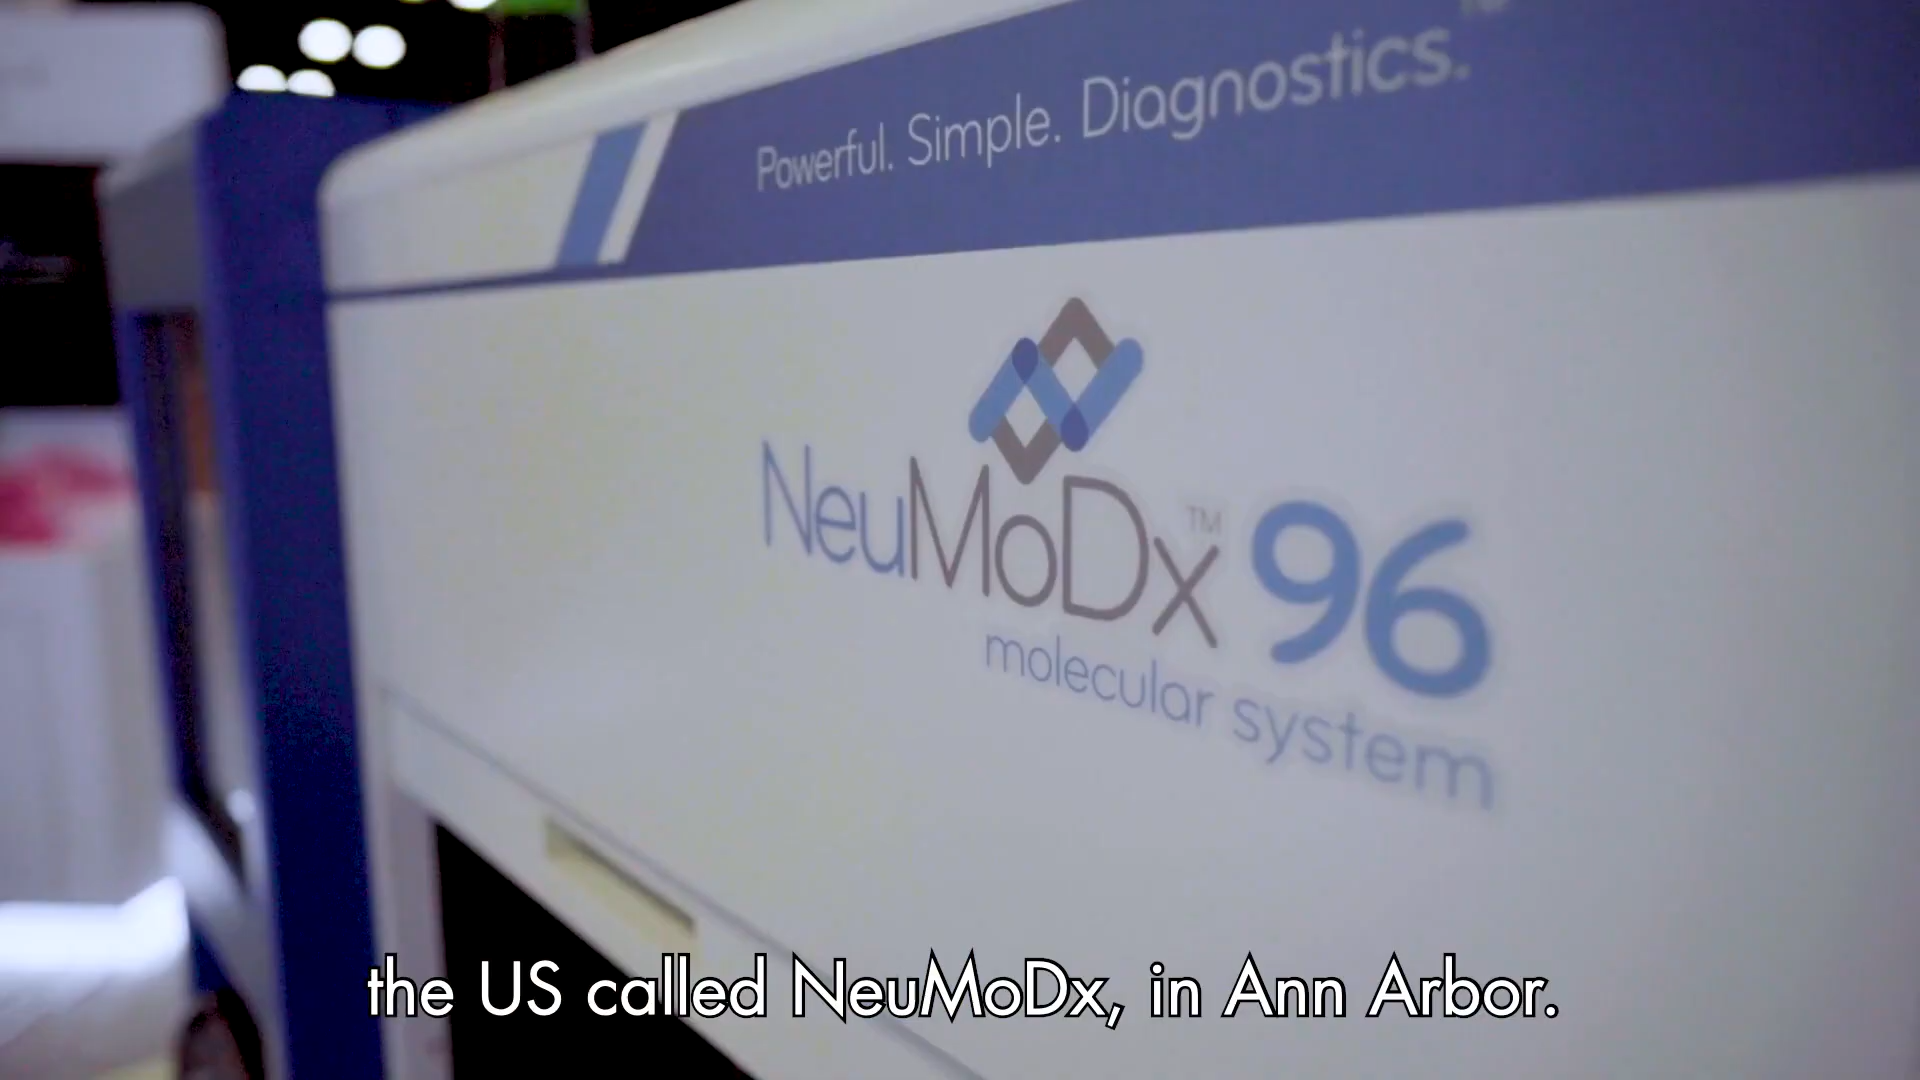 Powerful. Simple. Diagnostics.
NeuMoDx™ 96
molecular system
the US called NeuMoDx, in Ann Arbor.